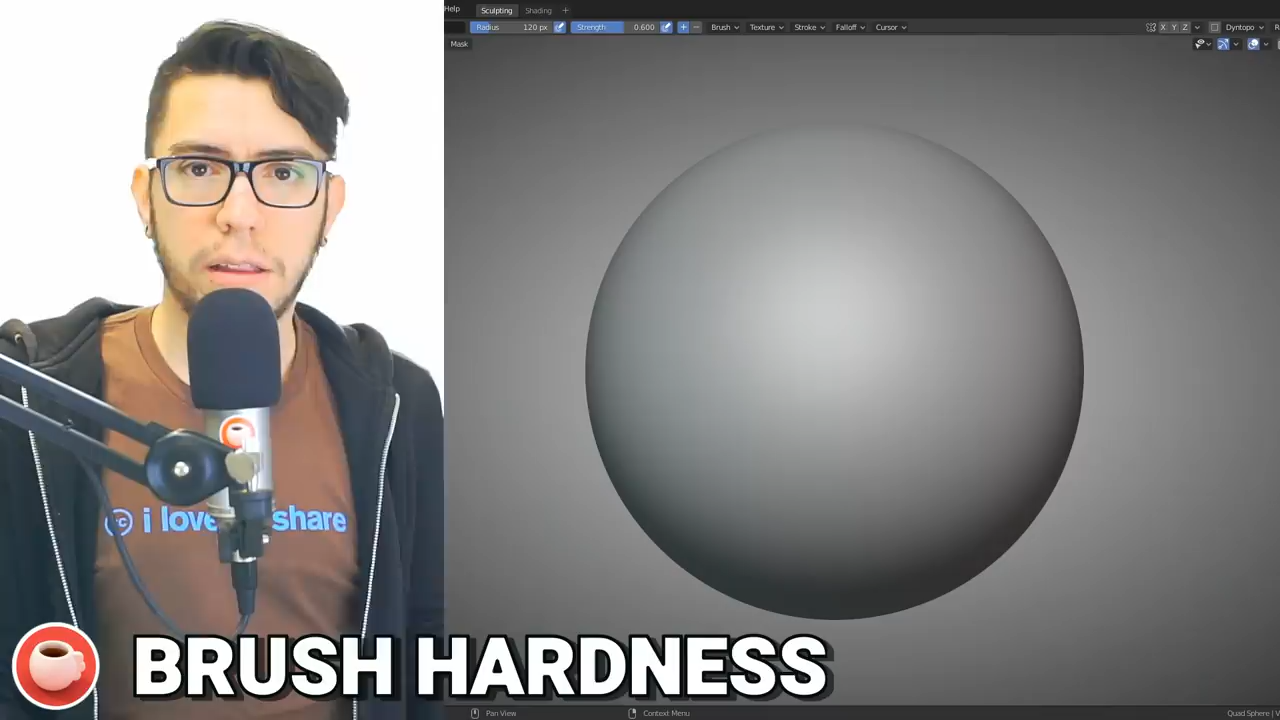 Help Sculpting Shading +
Radius 120 px Strength 0.600 + − Brush Texture Stroke Falloff Cursor X Y Z Dyntopo
Mask
cc i love share
BRUSH HARDNESS
Pan View Context Menu Quad Sphere |